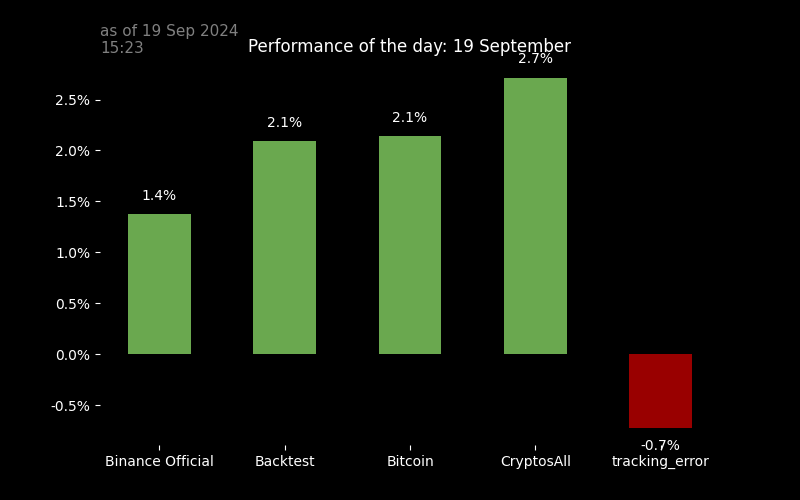 as of 19 Sep 2024
15:23
Performance of the day: 19 September
2.7%
2.5%
2.1%
2.1%
2.0%
1.5%
1.4%
1.0%
0.5%
0.0%
-0.5%
-0.7%
Binance Official
Backtest
Bitcoin
CryptosAll
tracking_error